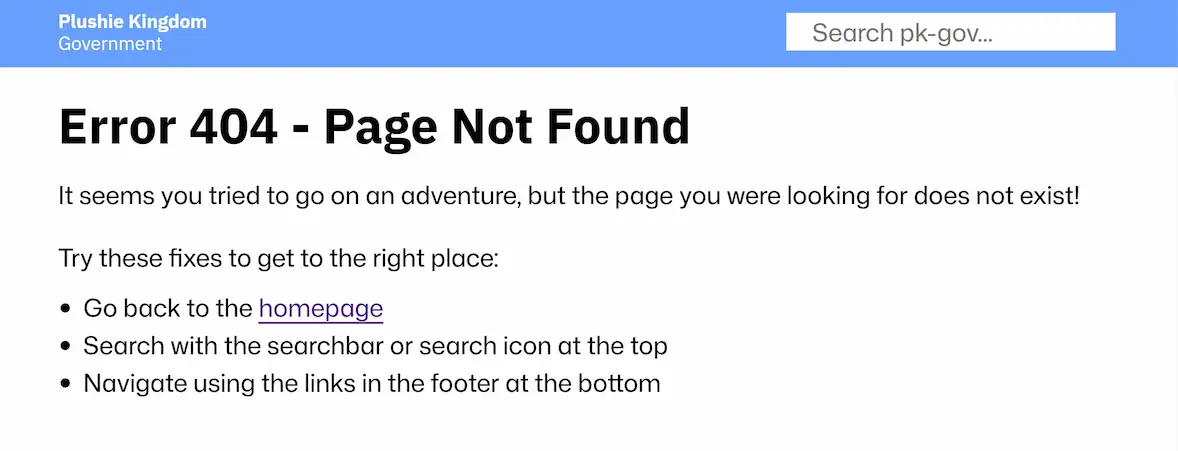 Plushie Kingdom
Government
Search pk-gov...
Error 404 - Page Not Found
It seems you tried to go on an adventure, but the page you were looking for does not exist!
Try these fixes to get to the right place:
• Go back to the homepage
• Search with the searchbar or search icon at the top
• Navigate using the links in the footer at the bottom